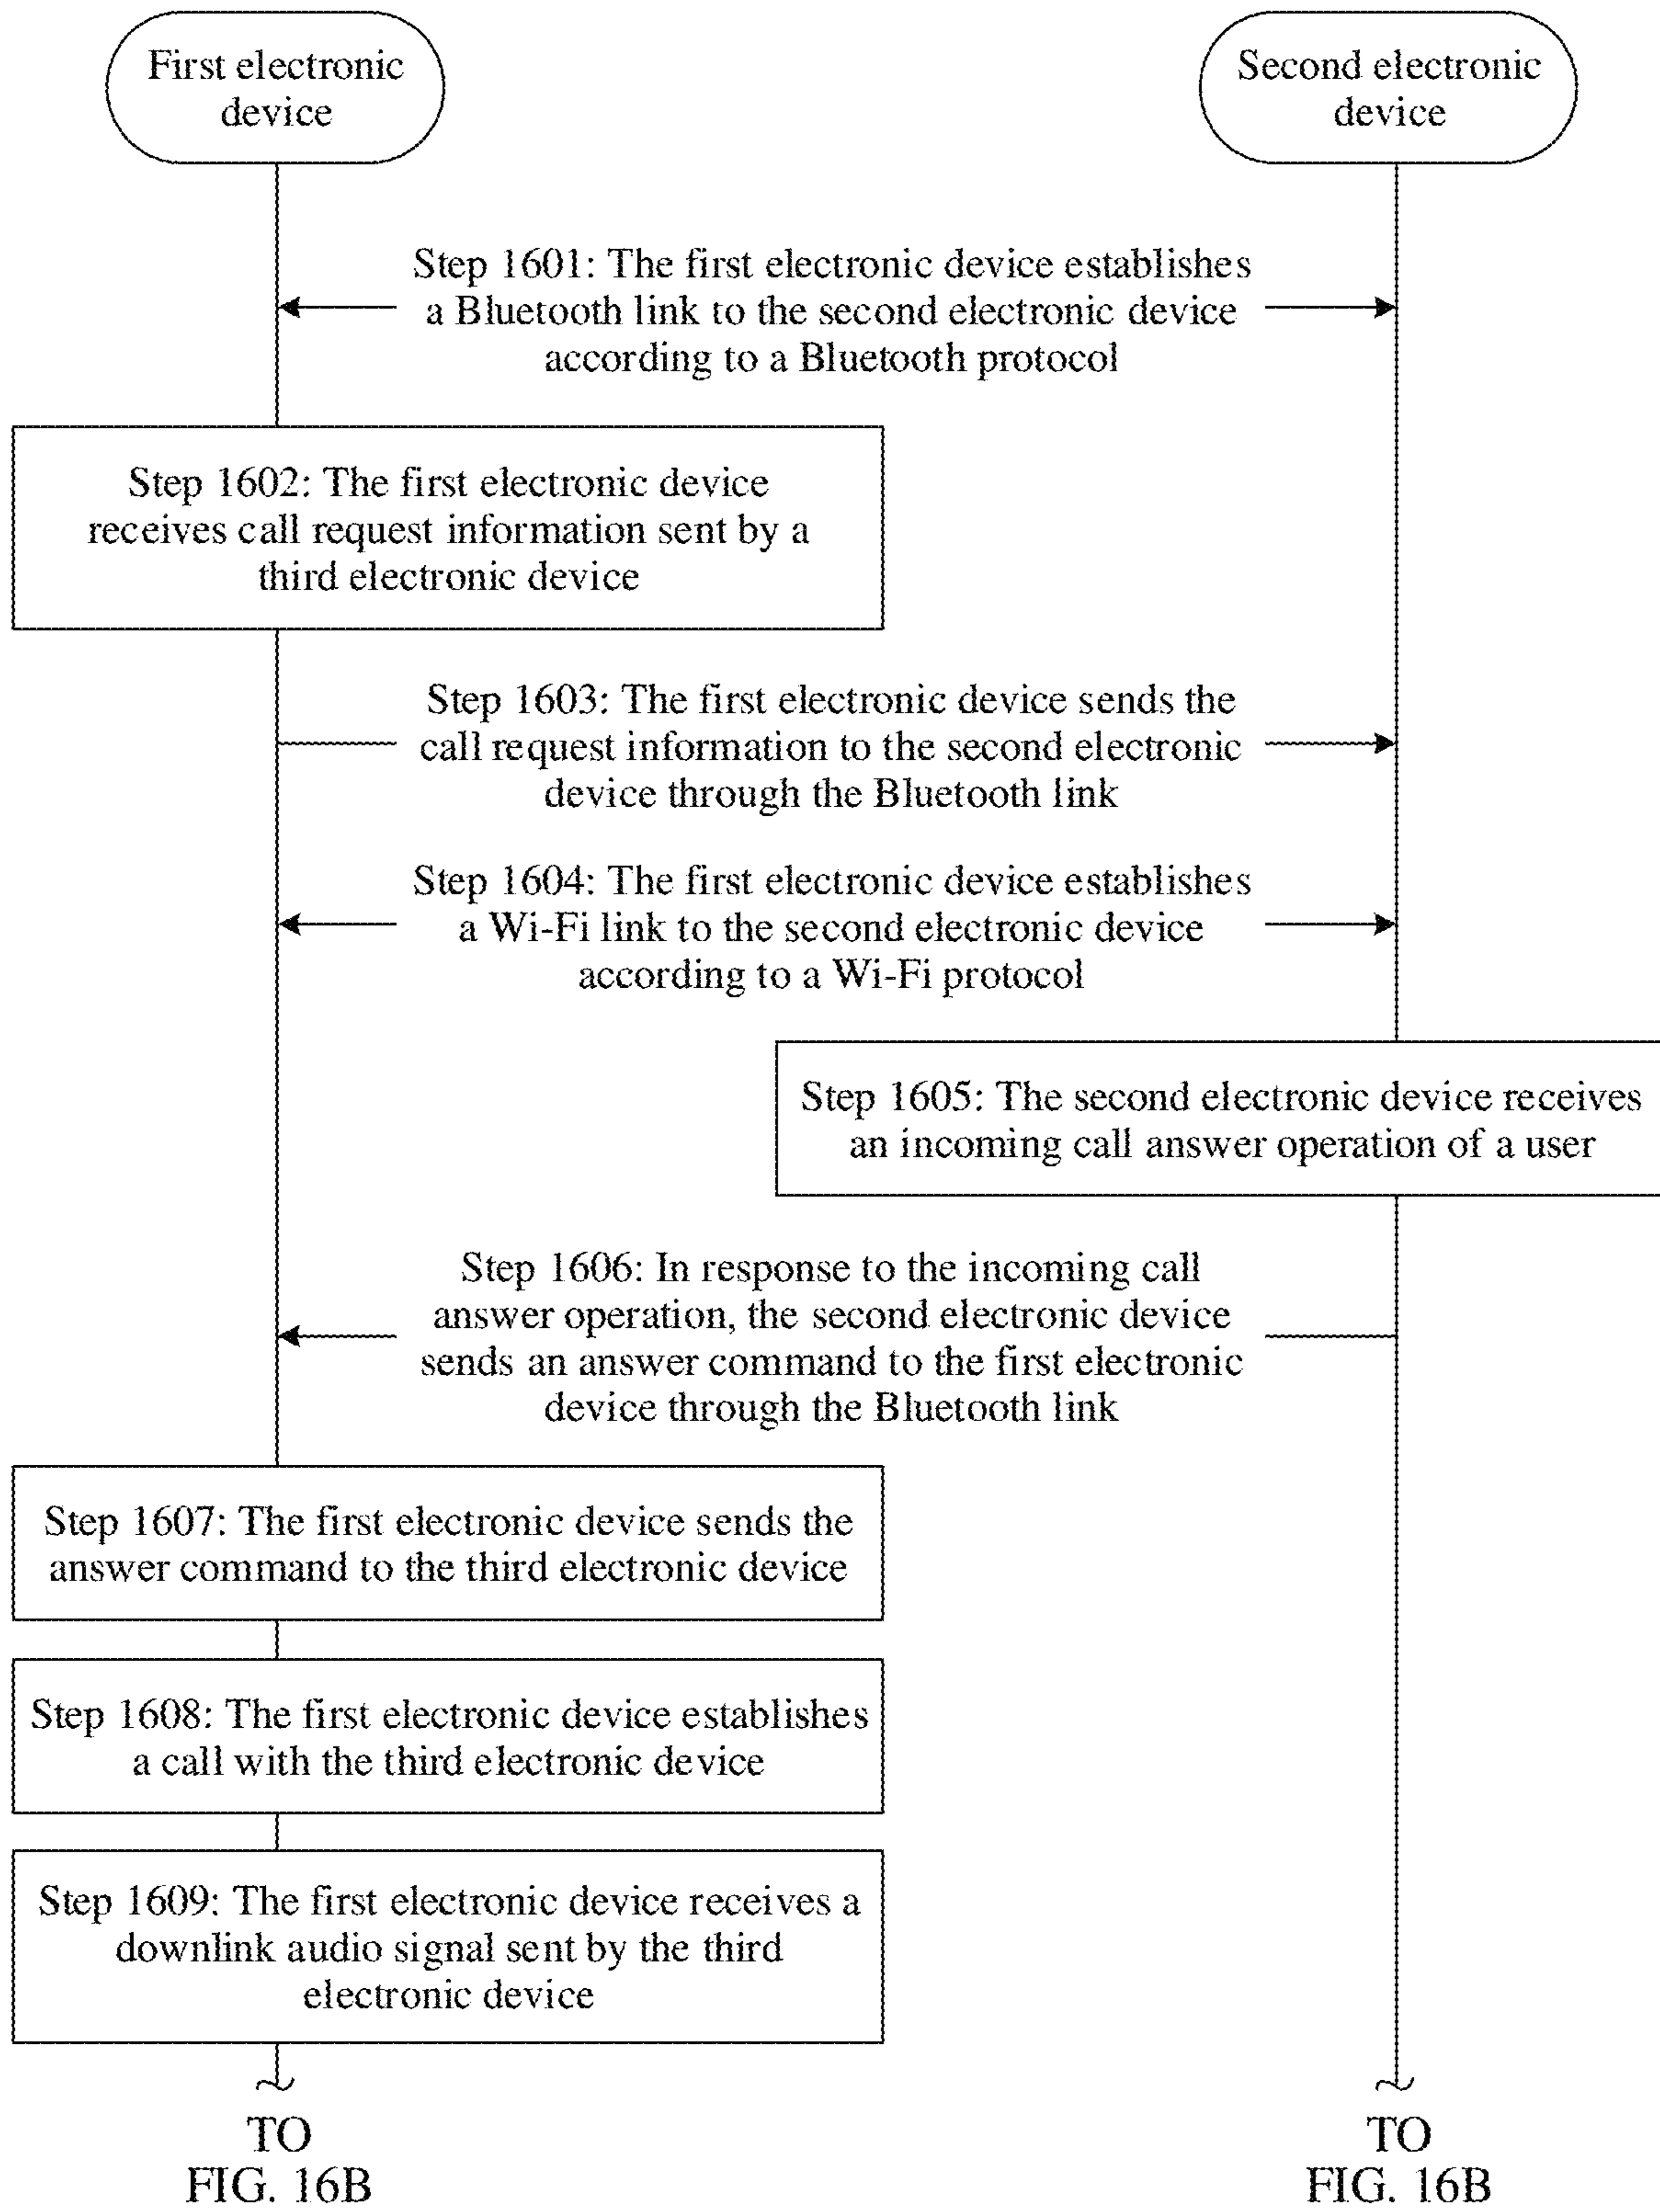 First electronic
device
Second electronic
device
Step 1601: The first electronic device establishes
a Bluetooth link to the second electronic device
according to a Bluetooth protocol
Step 1602: The first electronic device
receives call request information sent by a
third electronic device
Step 1603: The first electronic device sends the
call request information to the second electronic
device through the Bluetooth link
Step 1604: The first electronic device establishes
a Wi-Fi link to the second electronic device
according to a Wi-Fi protocol
Step 1605: The second electronic device receives
an incoming call answer operation of a user
Step 1606: In response to the incoming call
answer operation, the second electronic device
sends an answer command to the first electronic
device through the Bluetooth link
Step 1607: The first electronic device sends the
answer command to the third electronic device
Step 1608: The first electronic device establishes
a call with the third electronic device
Step 1609: The first electronic device receives a
downlink audio signal sent by the third
electronic device
TO
FIG. 16B
TO
FIG. 16B